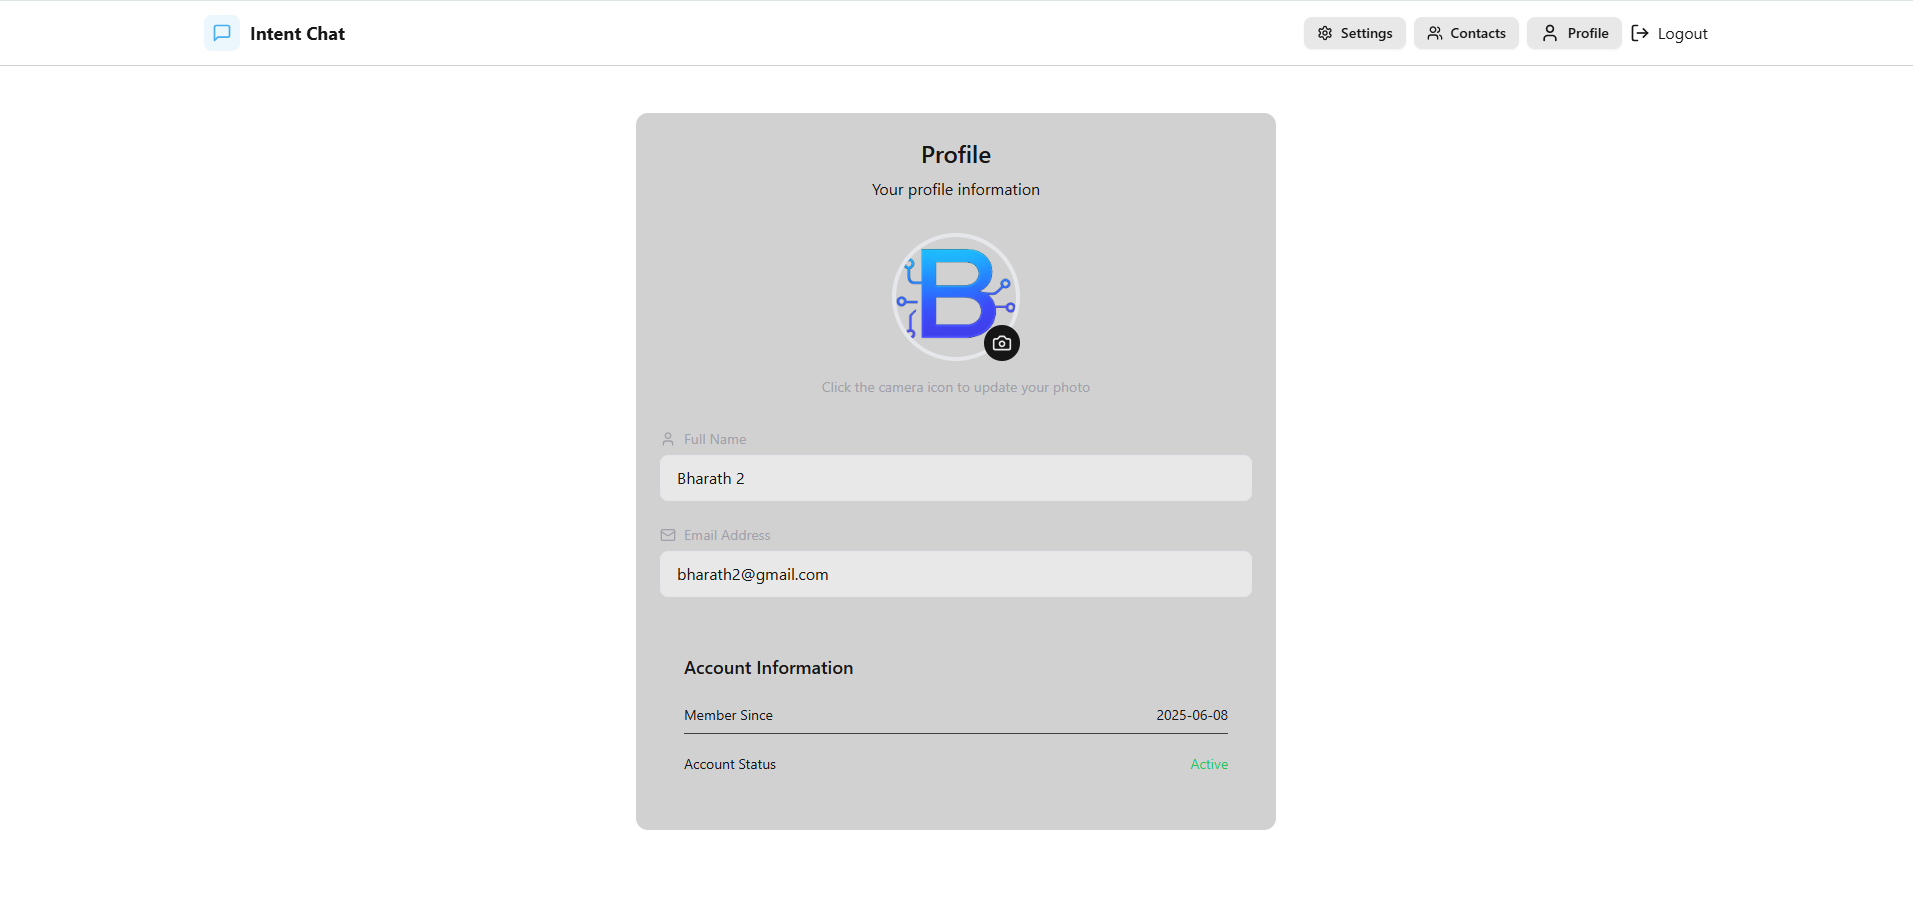 Intent Chat
Settings
Contacts
Profile
Logout
Profile
Your profile information
B
Click the camera icon to update your photo
Full Name
Bharath 2
Email Address
bharath2@gmail.com
Account Information
Member Since 2025-06-08
Account Status Active